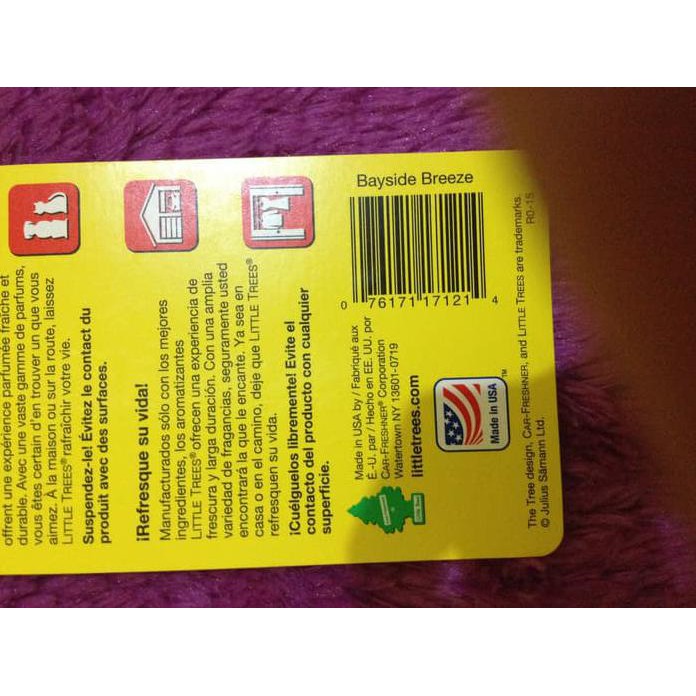 offrent une expérience parfumée fraîche et
durable. Avec une vaste gamme de parfums,
vous êtes certain d'en trouver un que vous
aimez. À la maison ou sur la route, laissez
LITTLE TREES® rafraîchir votre vie.
Suspendez-le! Évitez le contact du
produit avec des surfaces.
¡Refresque su vida!
Manufacturados sólo con los mejores
ingredientes, los aromatizantes
LITTLE TREES® ofrecen una experiencia de
frescura y larga duración. Con una amplia
variedad de fragancias, seguramente usted
encontrará la que le encante. Ya sea en
casa o en el camino, deje que LITTLE TREES®
refresquen su vida.
¡Cuélguelos libremente! Evite el
contacto del producto con cualquier
superficie.
Bayside Breeze
0 76171 17121 4
Made in USA by / Fabriqué aux
É.-U. par / Hecho en EE. UU. por
CAR-FRESHNER® Corporation
Watertown NY 13601-0719
littletrees.com
Made in USA
TM
The Tree design, CAR-FRESHNER, and LITTLE TREES are trademarks
© Julius Sämann Ltd.
RO-15